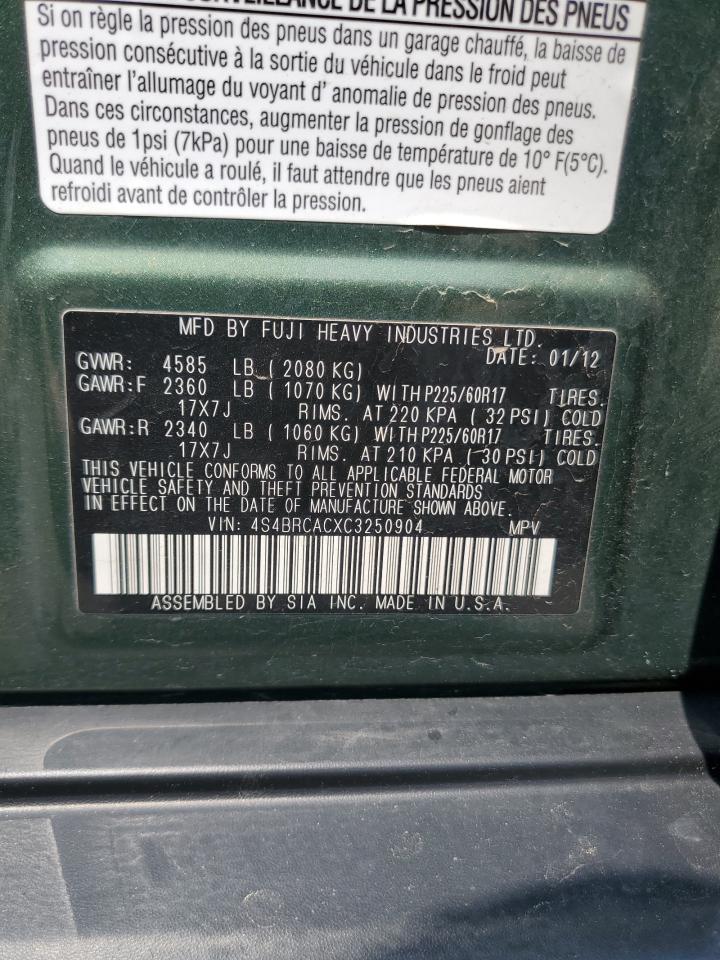 SURVEILLANCE DE LA PRESSION DES PNEUS
Si on règle la pression des pneus dans un garage chauffé, la baisse de
pression consécutive à la sortie du véhicule dans le froid peut
entraîner l'allumage du voyant d' anomalie de pression des pneus.
Dans ces circonstances, augmenter la pression de gonflage des
pneus de 1psi (7kPa) pour une baisse de température de 10° F(5°C).
Quand le véhicule a roulé, il faut attendre que les pneus aient
refroidi avant de contrôler la pression.
MFD BY FUJI HEAVY INDUSTRIES LTD.
DATE: 01/12
GVWR: 4585 LB ( 2080 KG)
GAWR:F 2360 LB ( 1070 KG) WITH P225/60R17 TIRES.
17X7J RIMS. AT 220 KPA ( 32 PSI) COLD
GAWR:R 2340 LB ( 1060 KG) WITH P225/60R17 TIRES.
17X7J RIMS. AT 210 KPA ( 30 PSI) COLD
THIS VEHICLE CONFORMS TO ALL APPLICABLE FEDERAL MOTOR
VEHICLE SAFETY AND THEFT PREVENTION STANDARDS
IN EFFECT ON THE DATE OF MANUFACTURE SHOWN ABOVE.
VIN: 4S4BRCACXC3250904 MPV
ASSEMBLED BY SIA INC. MADE IN U.S.A.